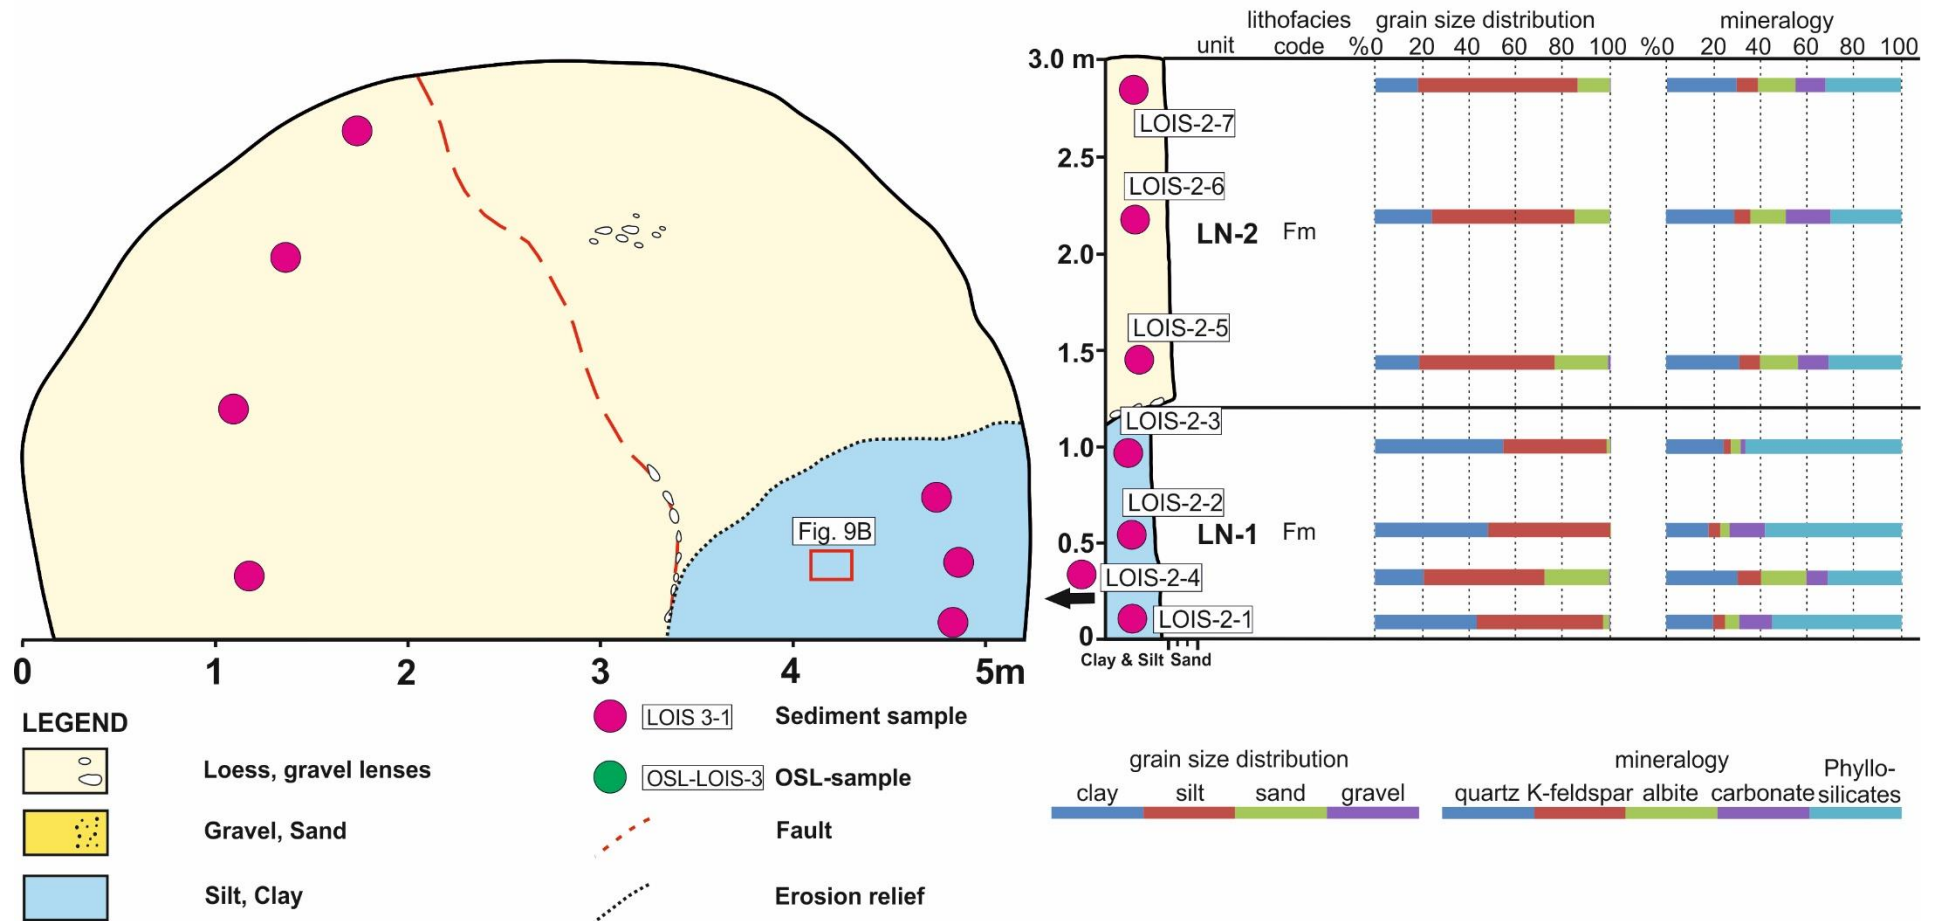 lithofacies grain size distribution mineralogy
unit code %0 20 40 60 80 100 %0 20 40 60 80 100
3.0 m
LOIS-2-7
2.5
LOIS-2-6
LN-2 Fm
2.0
LOIS-2-5
1.5
LOIS-2-3
1.0
LOIS-2-2
Fig. 9B
LN-1 Fm
0.5
LOIS-2-4
LOIS-2-1
0
Clay & Silt Sand
0 1 2 3 4 5m
LEGEND
LOIS 3-1 Sediment sample
Loess, gravel lenses
OSL-LOIS-3 OSL-sample
Gravel, Sand
Fault
Silt, Clay
Erosion relief
grain size distribution
clay silt sand gravel
mineralogy
quartz K-feldspar albite carbonate Phyllo-
silicates